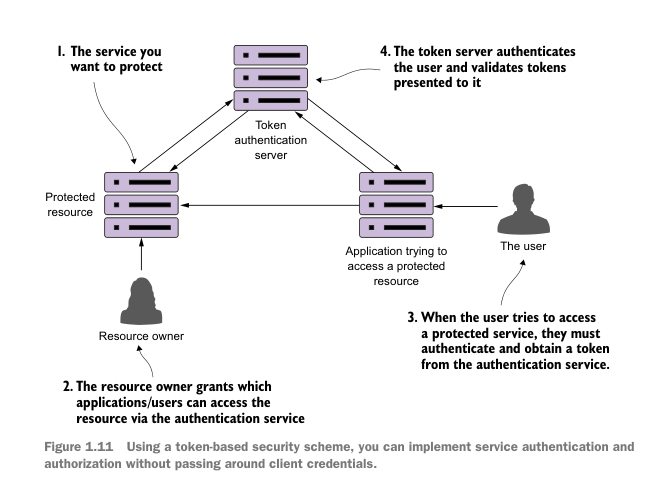 1. The service you
want to protect
4. The token server authenticates
the user and validates tokens
presented to it
Token
authentication
server
Protected
resource
Application trying to
access a protected
resource
The user
Resource owner
3. When the user tries to access
a protected service, they must
authenticate and obtain a token
from the authentication service.
2. The resource owner grants which
applications/users can access the
resource via the authentication service
Figure 1.11 Using a token-based security scheme, you can implement service authentication and
authorization without passing around client credentials.